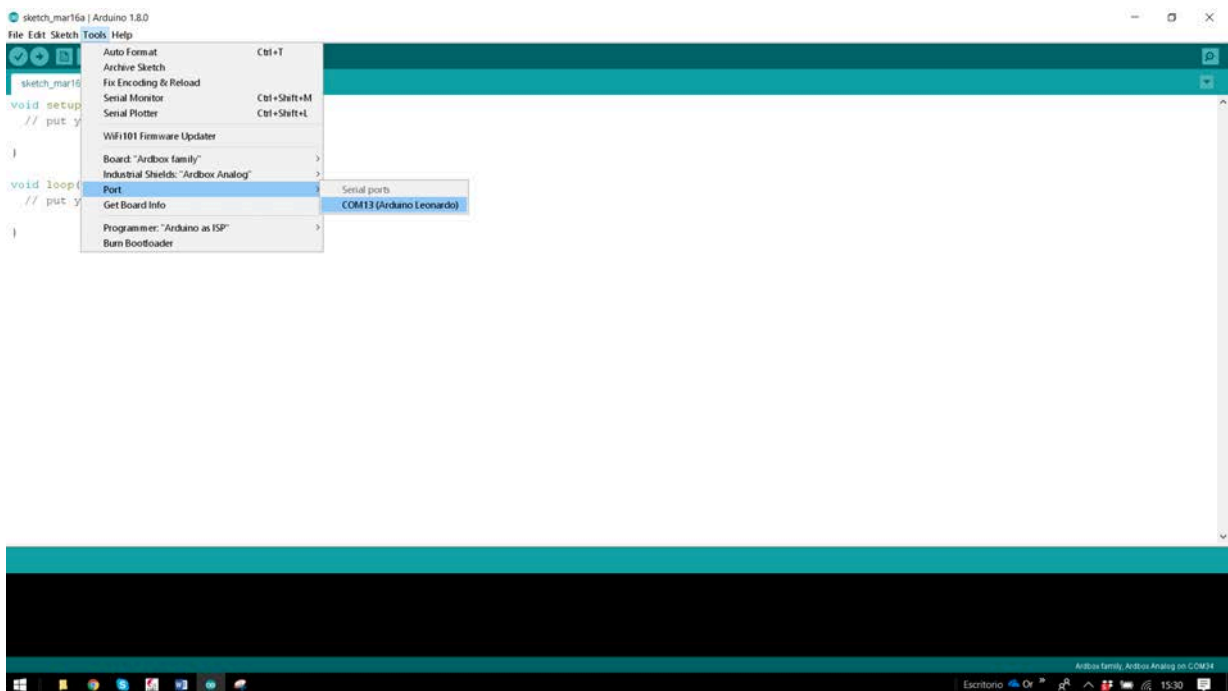 sketch_mar16a | Arduino 1.8.0
File Edit Sketch Tools Help
sketch_mar16
Auto Format Ctrl+T
Archive Sketch
Fix Encoding & Reload
Serial Monitor Ctrl+Shift+M
Serial Plotter Ctrl+Shift+L
WiFi101 Firmware Updater
Board: "Ardbox family"
Industrial Shields: "Ardbox Analog"
Port
Get Board Info
Programmer: "Arduino as ISP"
Burn Bootloader
Serial ports
COM13 (Arduino Leonardo)
void setup
// put y
}
void loop(
// put y
}
Ardbox family, Ardbox Analog on COM34
Escritorio Or » 15:30